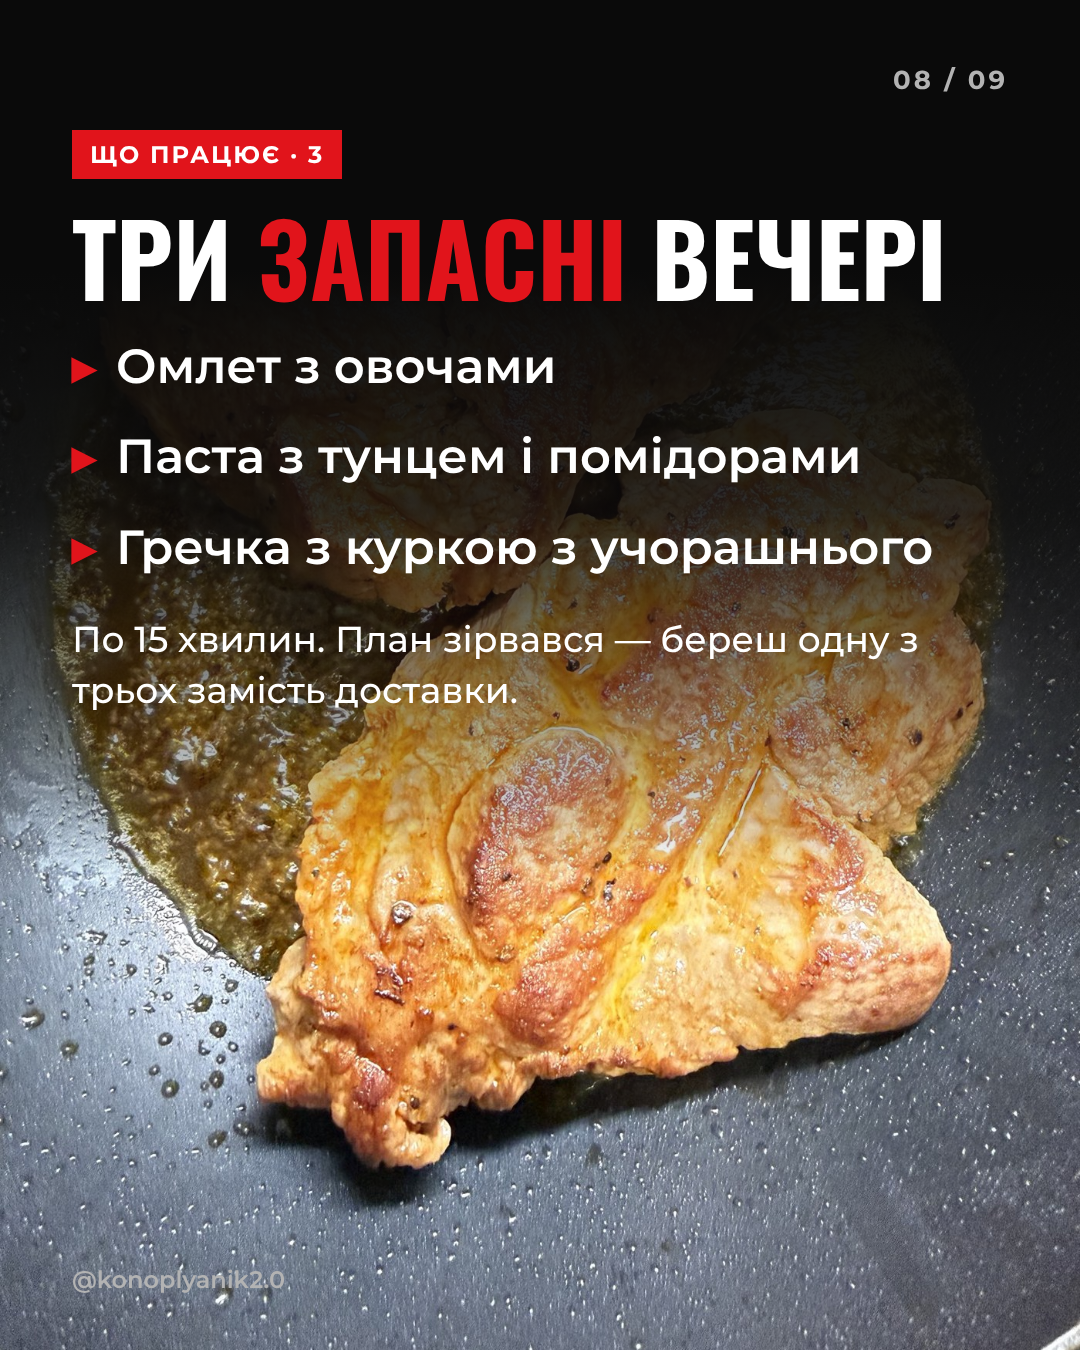 08 / 09
ЩО ПРАЦЮЄ · 3
ТРИ ЗАПАСНІ ВЕЧЕРІ
▶ Омлет з овочами
▶ Паста з тунцем і помідорами
▶ Гречка з куркою з учорашнього
По 15 хвилин. План зірвався — береш одну з
трьох замість доставки.
@konoplyanik2.0